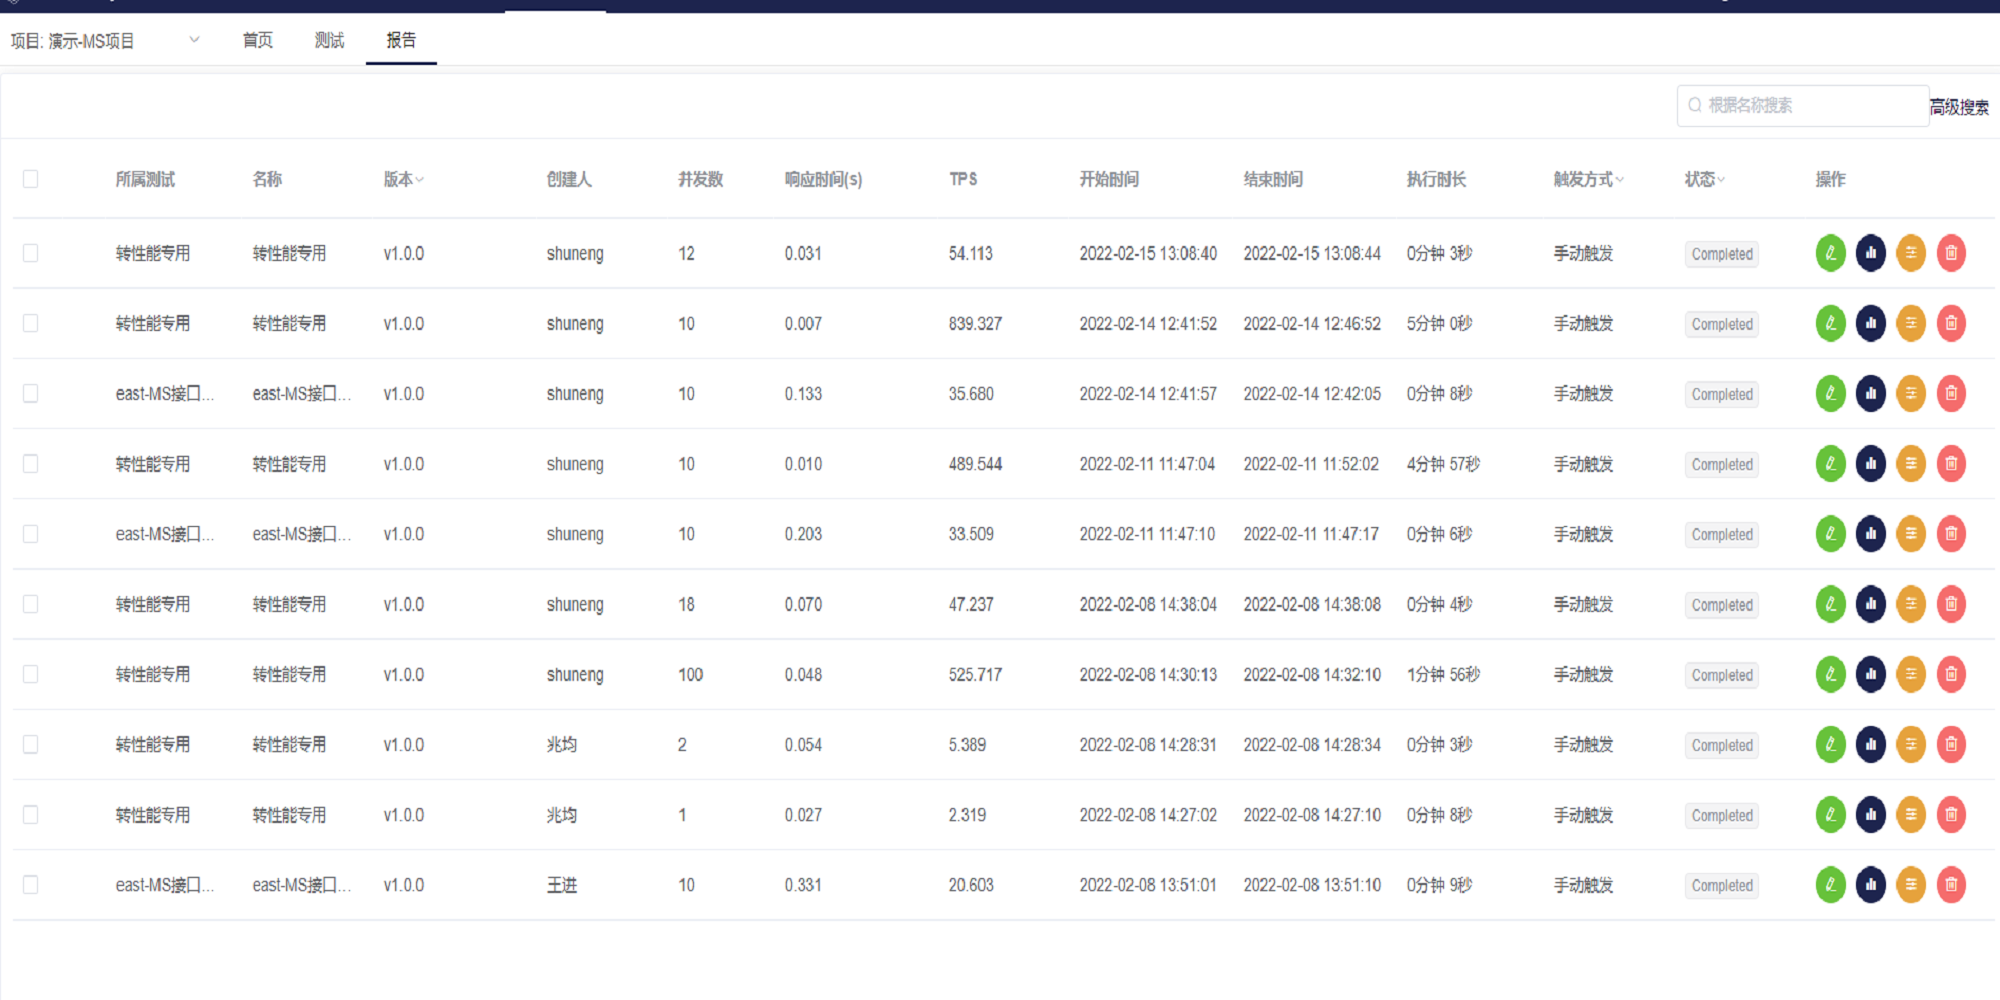 项目: 演示-MS项目 首页 测试 报告
根据名称搜索 高级搜索
所属测试 名称 版本 创建人 并发数 响应时间(s) TPS 开始时间 结束时间 执行时长 触发方式 状态 操作
转性能专用 转性能专用 v1.0.0 shuneng 12 0.031 54.113 2022-02-15 13:08:40 2022-02-15 13:08:44 0分钟 3秒 手动触发 Completed
转性能专用 转性能专用 v1.0.0 shuneng 10 0.007 839.327 2022-02-14 12:41:52 2022-02-14 12:46:52 5分钟 0秒 手动触发 Completed
east-MS接口... east-MS接口... v1.0.0 shuneng 10 0.133 35.680 2022-02-14 12:41:57 2022-02-14 12:42:05 0分钟 8秒 手动触发 Completed
转性能专用 转性能专用 v1.0.0 shuneng 10 0.010 489.544 2022-02-11 11:47:04 2022-02-11 11:52:02 4分钟 57秒 手动触发 Completed
east-MS接口... east-MS接口... v1.0.0 shuneng 10 0.203 33.509 2022-02-11 11:47:10 2022-02-11 11:47:17 0分钟 6秒 手动触发 Completed
转性能专用 转性能专用 v1.0.0 shuneng 18 0.070 47.237 2022-02-08 14:38:04 2022-02-08 14:38:08 0分钟 4秒 手动触发 Completed
转性能专用 转性能专用 v1.0.0 shuneng 100 0.048 525.717 2022-02-08 14:30:13 2022-02-08 14:32:10 1分钟 56秒 手动触发 Completed
转性能专用 转性能专用 v1.0.0 兆均 2 0.054 5.389 2022-02-08 14:28:31 2022-02-08 14:28:34 0分钟 3秒 手动触发 Completed
转性能专用 转性能专用 v1.0.0 兆均 1 0.027 2.319 2022-02-08 14:27:02 2022-02-08 14:27:10 0分钟 8秒 手动触发 Completed
east-MS接口... east-MS接口... v1.0.0 王进 10 0.331 20.603 2022-02-08 13:51:01 2022-02-08 13:51:10 0分钟 9秒 手动触发 Completed